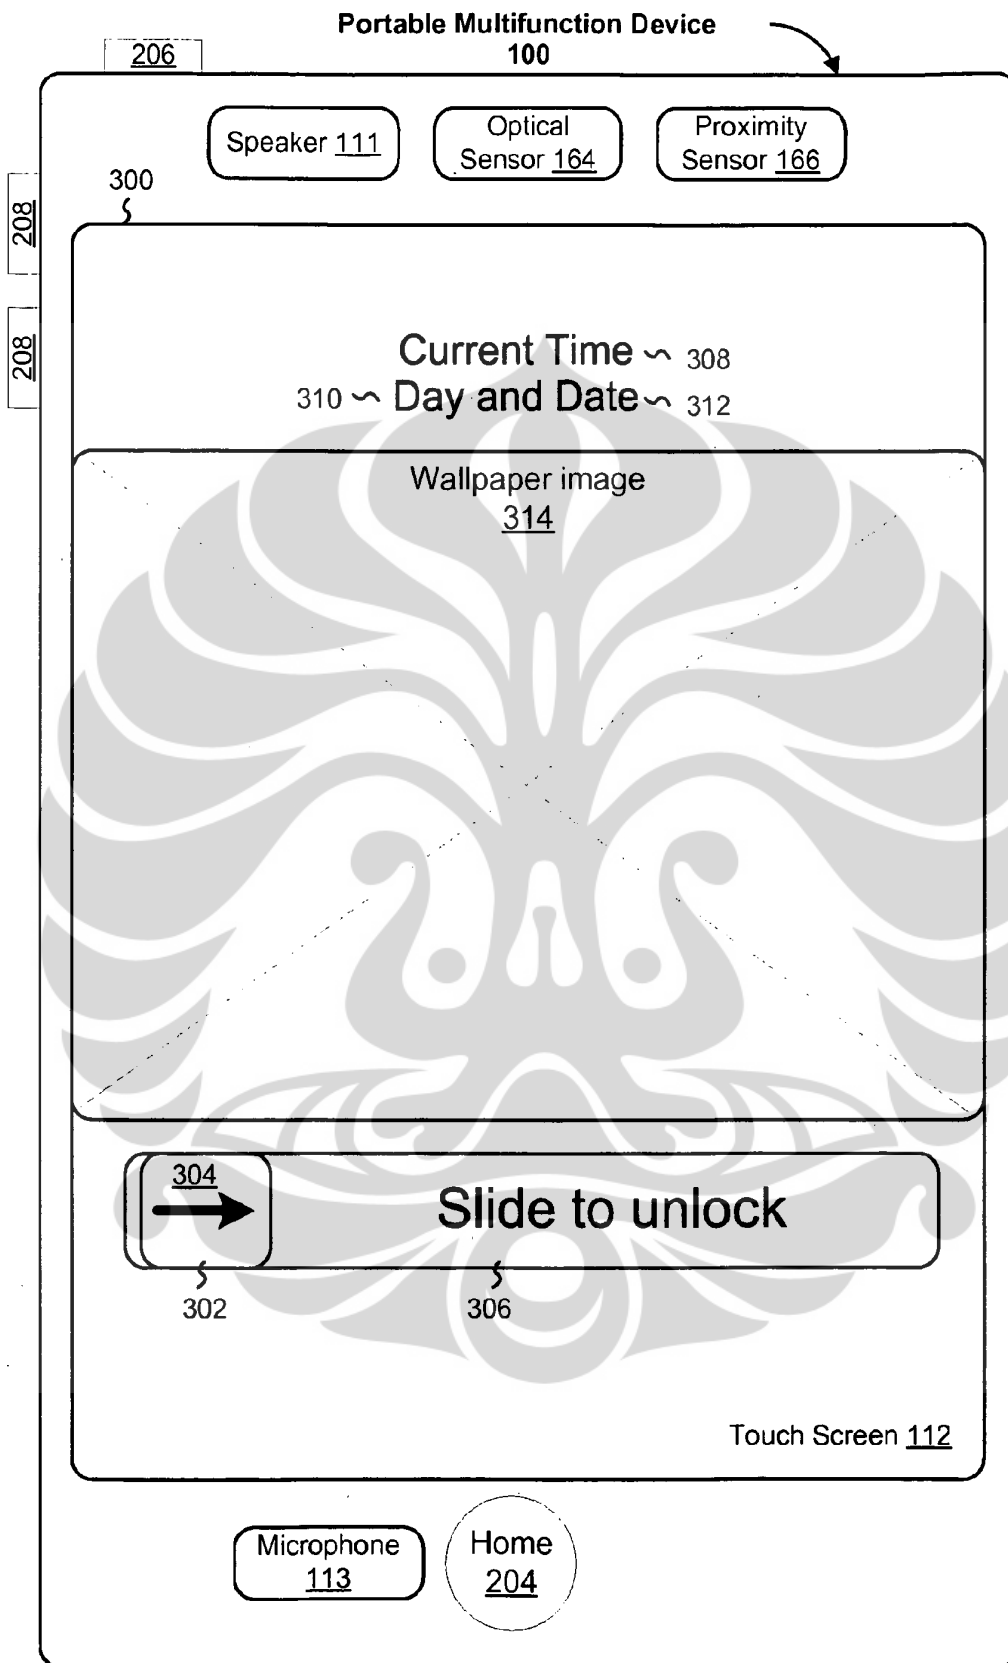 Portable Multifunction Device
100
206
Speaker 111
Optical
Sensor 164
Proximity
Sensor 166
300
208
208
Current Time 308
310 Day and Date 312
Wallpaper image
314
304
Slide to unlock
302
306
Touch Screen 112
Microphone
113
Home
204